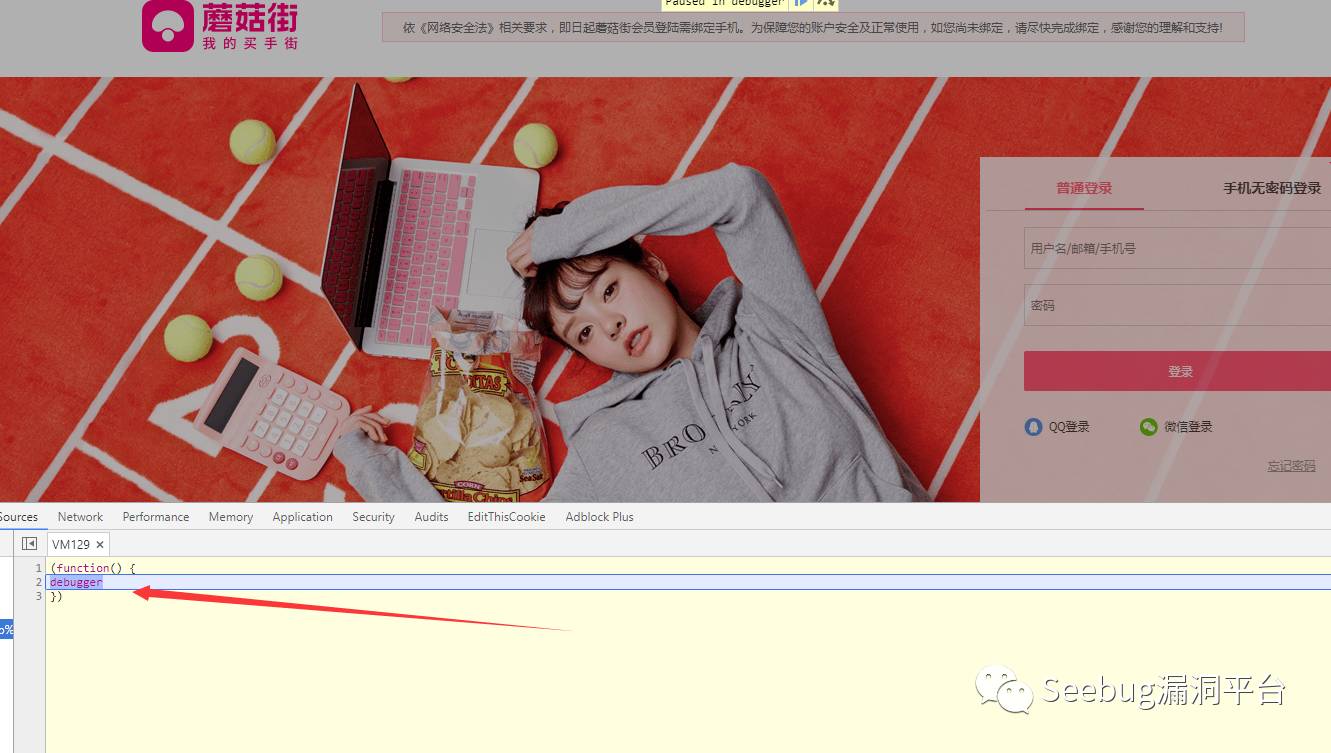 Paused in debugger
蘑菇街
我的买手街
依《网络安全法》相关要求，即日起蘑菇街会员登陆需绑定手机。为保障您的账户安全及正常使用，如您尚未绑定，请尽快完成绑定，感谢您的理解和支持!
普通登录 手机无密码登录
用户名/邮箱/手机号
密码
登录
QQ登录 微信登录
忘记密码
BRO
N
YORK
CORN
tilla Chips
Sea Salt
Sources Network Performance Memory Application Security Audits EditThisCookie Adblock Plus
VM129 ×
1 (function() {
2 debugger
3 })
Seebug漏洞平台